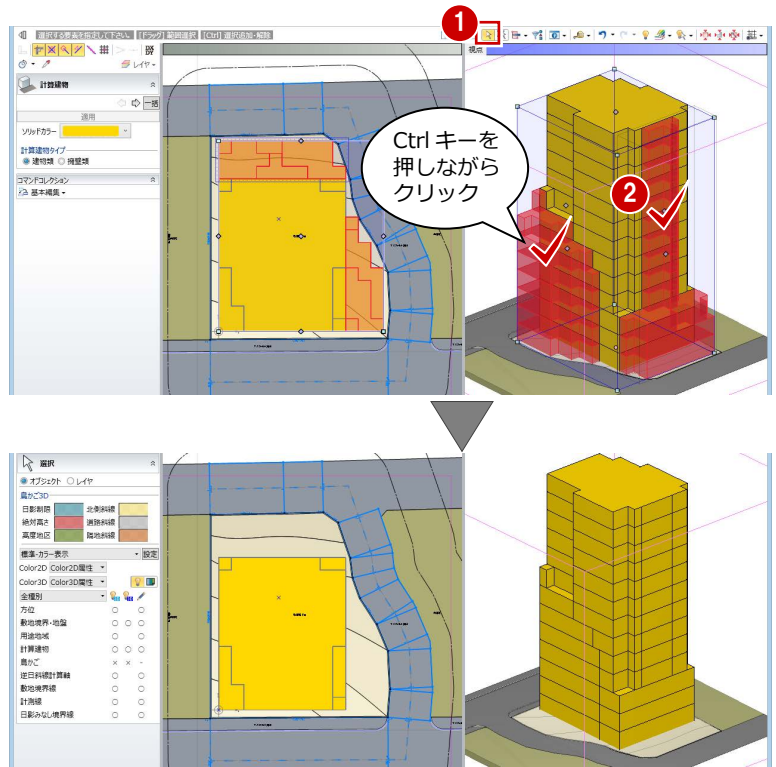 1
選択する要素を指定して下さい。 [ドラッグ] 範囲選択 [Ctrl] 選択追加・解除
視点
レイヤ
計算建物
一括
適用
ソリッドカラー
計算建物タイプ
建物類 擁壁類
コマンドコレクション
基本編集
Ctrl キーを
押しながら
クリック
2
選択
オブジェクト レイヤ
鳥かご3D
日影制限 北側斜線
絶対高さ 道路斜線
高度地区 隣地斜線
標準-カラー表示 設定
Color2D Color2D属性
Color3D Color3D属性
全種別
方位 ○ ○
敷地境界・地盤 ○ ○ ○
用途地域 ○ ○
計算建物 ○ ○ ○
鳥かご × × -
逆日斜線計算軸 ○ ○
敷地境界線 ○ ○
計測線 ○ ○
日影みなし境界線 ○ ○